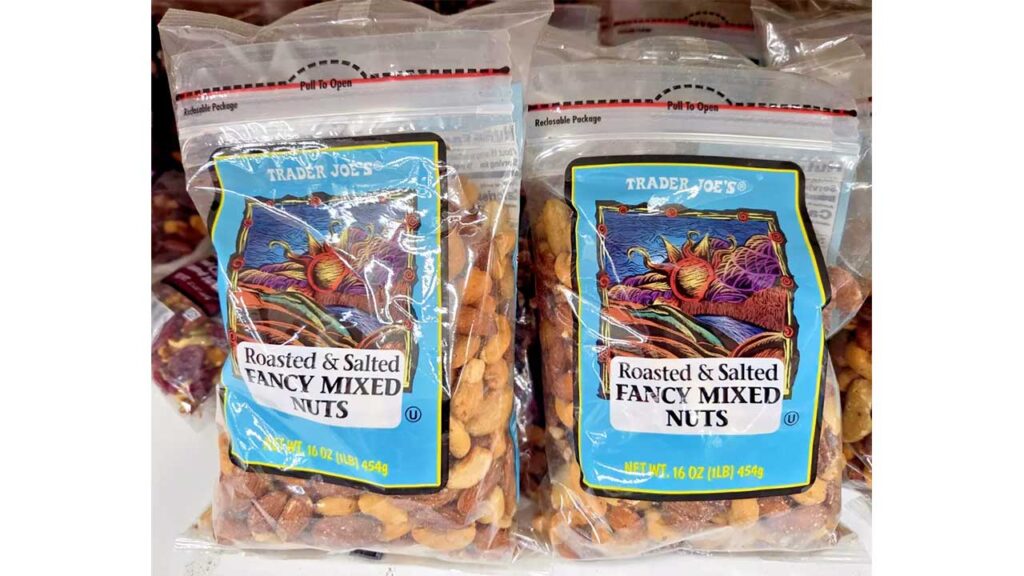 Pull To Open
Reclosable Package
TRADER JOE'S®
Roasted & Salted
FANCY MIXED
NUTS
U
NET WT. 16 OZ (1LB) 454g
Pull To Open
Reclosable Package
TRADER JOE'S®
Roasted & Salted
FANCY MIXED
NUTS
U
NET WT. 16 OZ (1LB) 454g